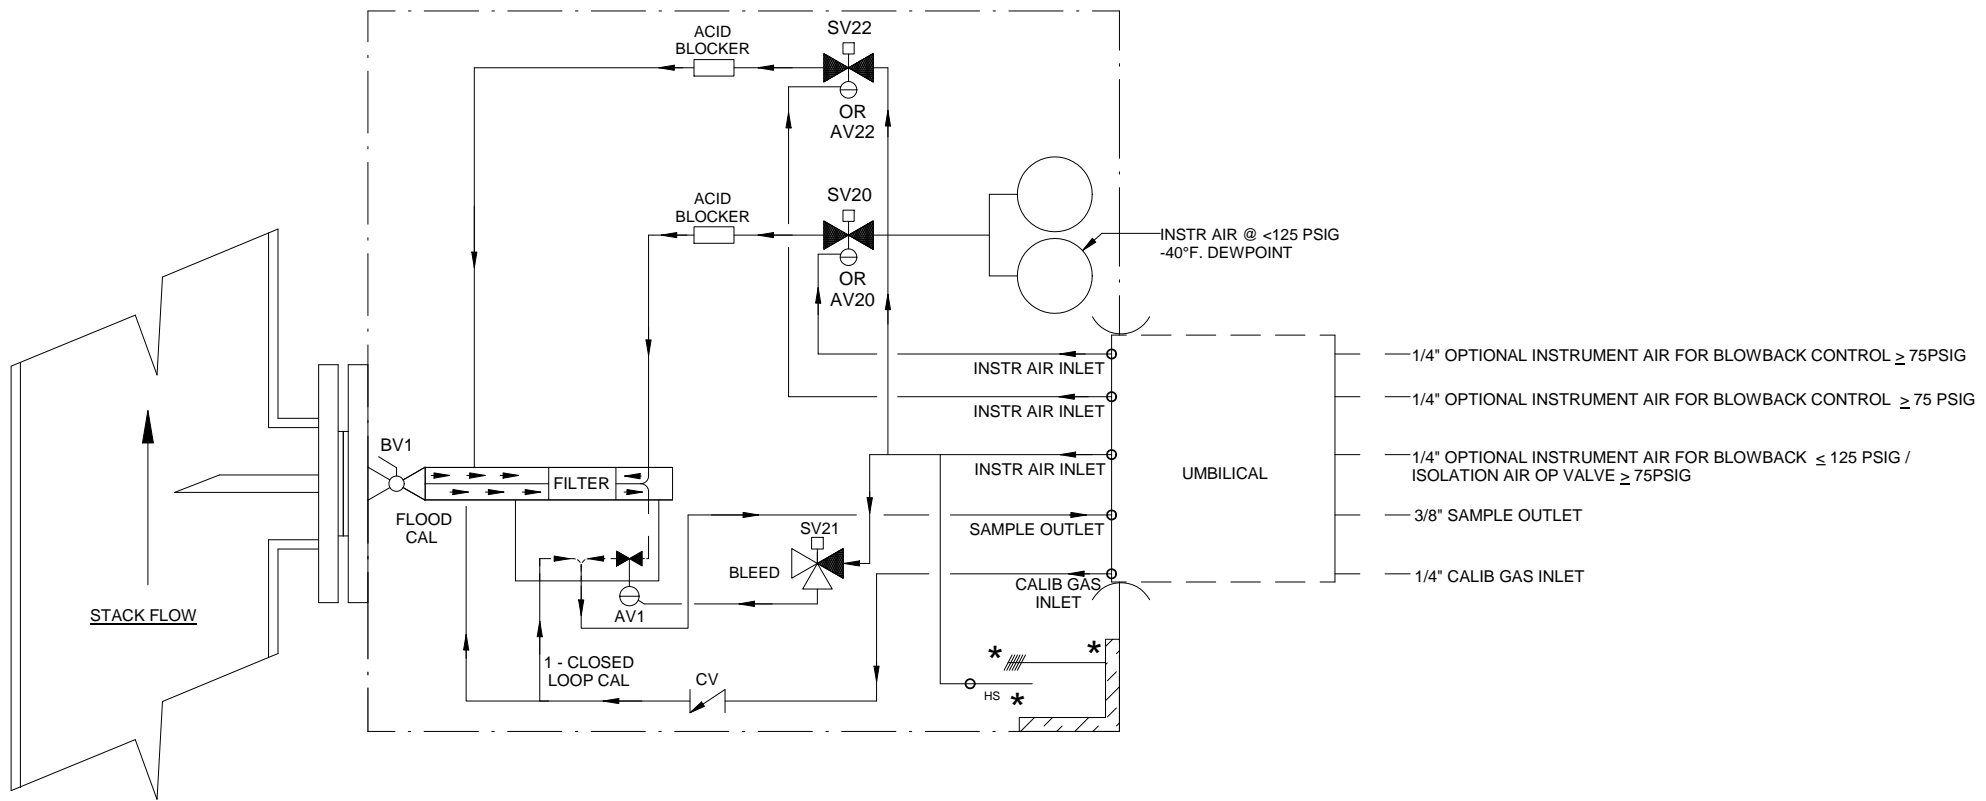 ACID
BLOCKER
SV22
OR
AV22
ACID
BLOCKER
SV20
OR
AV20
INSTR AIR @ <125 PSIG
-40°F. DEWPOINT
INSTR AIR INLET
1/4" OPTIONAL INSTRUMENT AIR FOR BLOWBACK CONTROL ≥ 75PSIG
INSTR AIR INLET
1/4" OPTIONAL INSTRUMENT AIR FOR BLOWBACK CONTROL ≥ 75 PSIG
BV1
INSTR AIR INLET
UMBILICAL
1/4" OPTIONAL INSTRUMENT AIR FOR BLOWBACK ≤ 125 PSIG /
ISOLATION AIR OP VALVE ≥ 75PSIG
FILTER
FLOOD
CAL
SAMPLE OUTLET
3/8" SAMPLE OUTLET
SV21
BLEED
CALIB GAS
INLET
1/4" CALIB GAS INLET
STACK FLOW
AV1
1 - CLOSED
LOOP CAL
CV
*
*
HS *